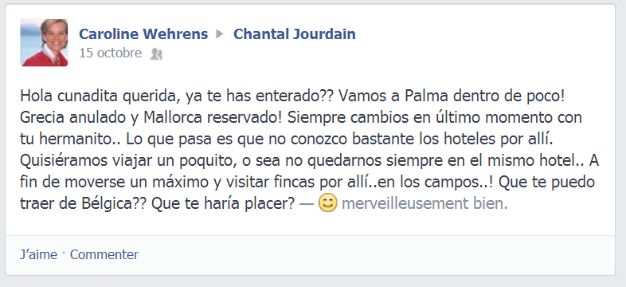 Caroline Wehrens ▶ Chantal Jourdain
15 octobre
Hola cunadita querida, ya te has enterado?? Vamos a Palma dentro de poco!
Grecia anulado y Mallorca reservado! Siempre cambios en último momento con
tu hermanito.. Lo que pasa es que no conozco bastante los hoteles por allí.
Quisiéramos viajar un poquito, o sea no quedarnos siempre en el mismo hotel.. A
fin de moverse un máximo y visitar fincas por allí..en los campos..! Que te puedo
traer de Bélgica?? Que te haría placer? — 😊 merveilleusement bien.
J'aime · Commenter